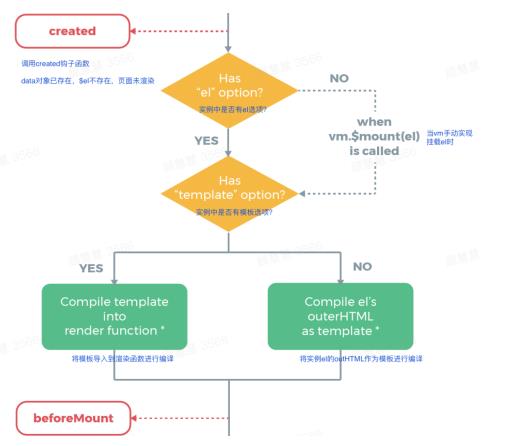 created
调用created钩子函数
data对象已存在，$el不存在，页面未渲染
Has
“el” option?
实例中是否有el选项?
NO
YES
when
vm.$mount(el)
is called
当vm手动实现
挂载el时
Has
“template” option?
实例中是否有模板选项?
YES
NO
Compile template
into
render function *
Compile el’s
outerHTML
as template *
将模板导入到渲染函数进行编译
将实例el的outHTML作为模板进行编译
beforeMount